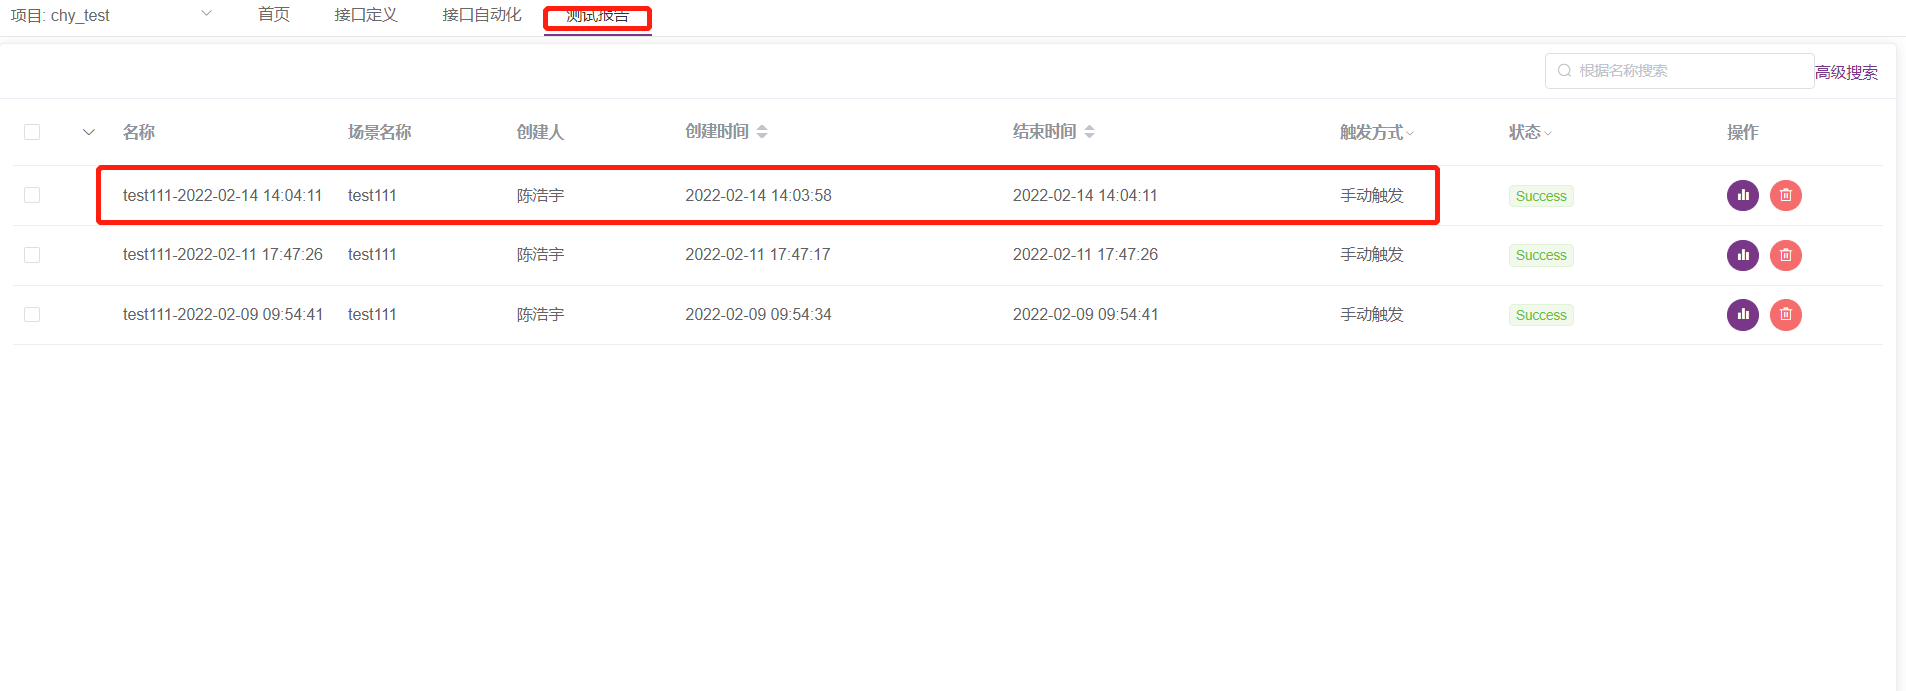 项目: chy_test 首页 接口定义 接口自动化 测试报告
根据名称搜索 高级搜索
名称 场景名称 创建人 创建时间 结束时间 触发方式 状态 操作
test111-2022-02-14 14:04:11 test111 陈浩宇 2022-02-14 14:03:58 2022-02-14 14:04:11 手动触发 Success
test111-2022-02-11 17:47:26 test111 陈浩宇 2022-02-11 17:47:17 2022-02-11 17:47:26 手动触发 Success
test111-2022-02-09 09:54:41 test111 陈浩宇 2022-02-09 09:54:34 2022-02-09 09:54:41 手动触发 Success